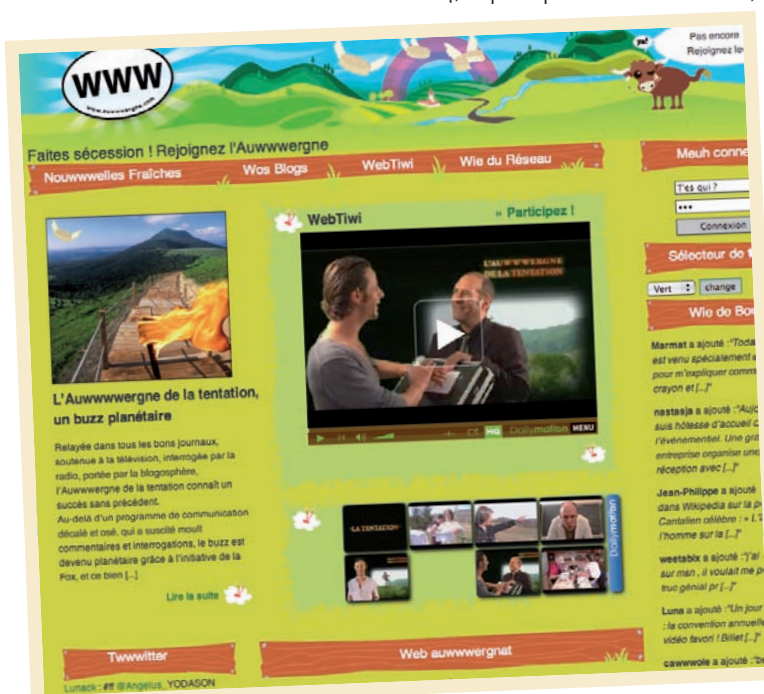 WWW
www.auwwwergne.com
ya!
Pas encore
Rejoignez
Faites sécession ! Rejoignez l'Auwwwergne
Nouwwwelles Fraîches
Wos Blogs
WebTiwi
Wie du Réseau
L'Auwwwwergne de la tentation,
un buzz planétaire
Relayée dans tous les bons journaux,
soutenue à la télévision, interrogée par la
radio, portée par la blogosphère,
l'Auwwwergne de la tentation connaît un
succès sans précédent.
Au-delà d'un programme de communication
décalé et osé, qui a suscité moult
commentaires et interrogations, le buzz est
devenu planétaire grâce à l'initiative de la
Fox, et ce bien [...]
Lire la suite
Twwwitter
Lunack : #ff @Angelus_YODASON
WebTiwi
» Participez !
L'AUWWWERGNE
DE LA TENTATION
HQ Dailymotion MENU
LA TENTATION
Dailymotion
Web auwwwergnat
Meuh conne
T'es qui ?
•••
Connexion
Sélecteur de
Vert change
Wie de Bo
Marmat a ajouté :"Toda
est venu spécialement
pour m'expliquer comm
crayon et [...]"
nastasja a ajouté :"Aujo
suis hôtesse d'accueil
l'événementiel. Une gra
entreprise organise une
réception avec [...]"
Jean-Philippe a ajouté
dans Wikipedia sur la p
Cantalien célèbre : «
l'homme sur la [...]"
weetabix a ajouté :"j'ai
sur msn , il voulait me p
truc génial pr [...]"
Luna a ajouté :"Un jour
: la convention annuelle
vidéo favori ! Billet [...]"
cawwwole a ajouté :"b